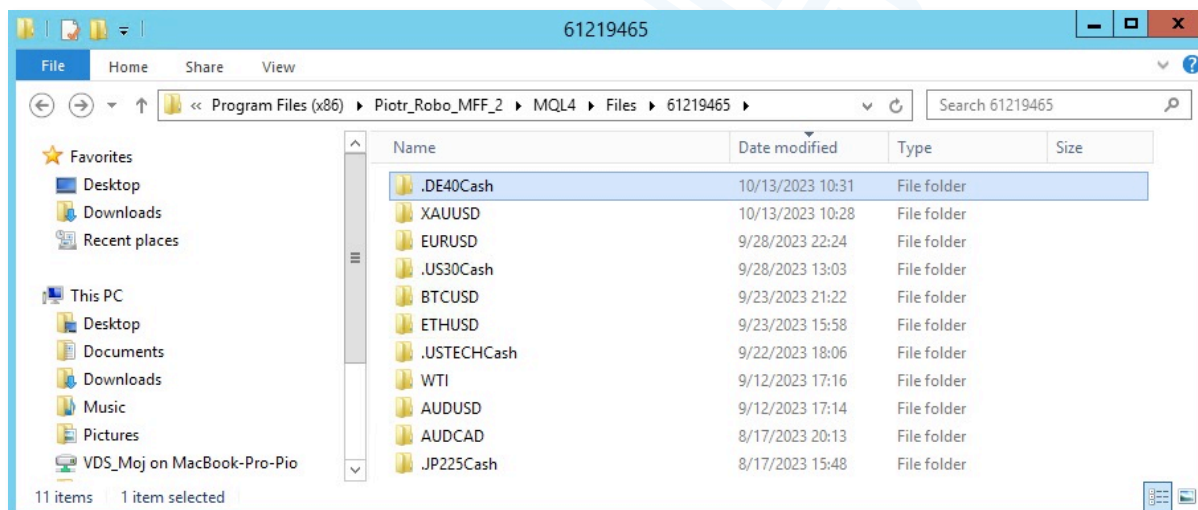 61219465
File Home Share View
« Program Files (x86) Piotr_Robo_MFF_2 MQL4 Files 61219465
Search 61219465
Name Date modified Type Size
Favorites
Desktop
Downloads
Recent places
This PC
Desktop
Documents
Downloads
Music
Pictures
VDS_Moj on MacBook-Pro-Pio
.DE40Cash 10/13/2023 10:31 File folder
XAUUSD 10/13/2023 10:28 File folder
EURUSD 9/28/2023 22:24 File folder
.US30Cash 9/28/2023 13:03 File folder
BTCUSD 9/23/2023 21:22 File folder
ETHUSD 9/23/2023 15:58 File folder
.USTECHCash 9/22/2023 18:06 File folder
WTI 9/12/2023 17:16 File folder
AUDUSD 9/12/2023 17:14 File folder
AUDCAD 8/17/2023 20:13 File folder
.JP225Cash 8/17/2023 15:48 File folder
11 items 1 item selected